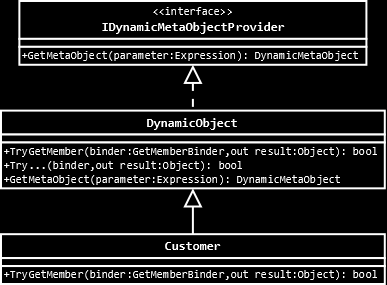 <<interface>>
IDynamicMetaObjectProvider
+GetMetaObject(parameter:Expression): DynamicMetaObject
DynamicObject
+TryGetMember(binder:GetMemberBinder,out result:Object): bool
+Try...(binder,out result:Object): bool
+GetMetaObject(parameter:Expression): DynamicMetaObject
Customer
+TryGetMember(binder:GetMemberBinder,out result:Object): bool